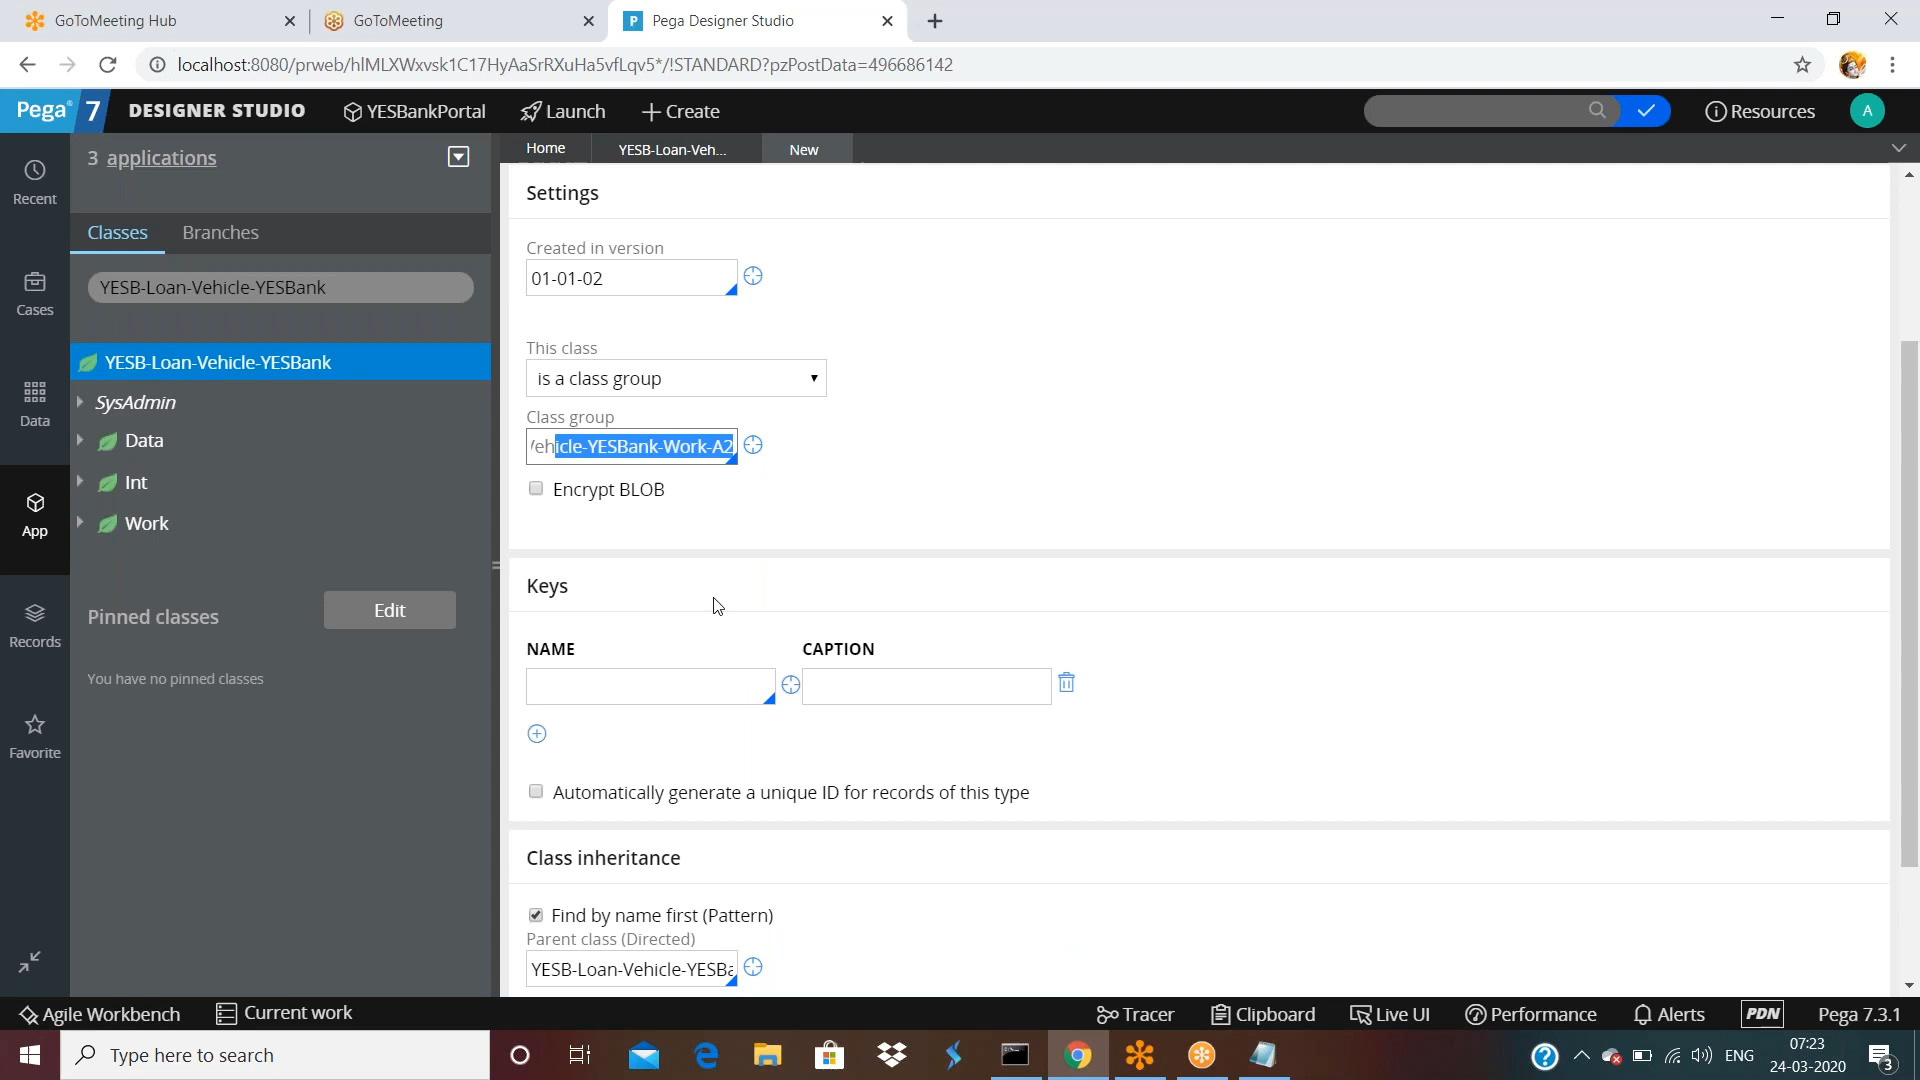 GoToMeeting Hub
GoToMeeting
Pega Designer Studio
localhost:8080/prweb/hIMLXWxvsk1C17HyAaSrRXuHa5vfLqv5*/!STANDARD?pzPostData=496686142
Pega 7 DESIGNER STUDIO YESBankPortal Launch Create Resources A
3 applications
Home YESB-Loan-Veh... New
Recent
Cases
Data
App
Records
Favorite
Classes Branches
YESB-Loan-Vehicle-YESBank
YESB-Loan-Vehicle-YESBank
SysAdmin
Data
Int
Work
Pinned classes Edit
You have no pinned classes
Settings
Created in version
01-01-02
This class
is a class group
Class group
Vehicle-YESBank-Work-A2
Encrypt BLOB
Keys
NAME CAPTION
Automatically generate a unique ID for records of this type
Class inheritance
Find by name first (Pattern)
Parent class (Directed)
YESB-Loan-Vehicle-YESBa
Agile Workbench Current work Tracer Clipboard Live UI Performance Alerts PDN Pega 7.3.1
Type here to search
ENG 07:23
24-03-2020
3